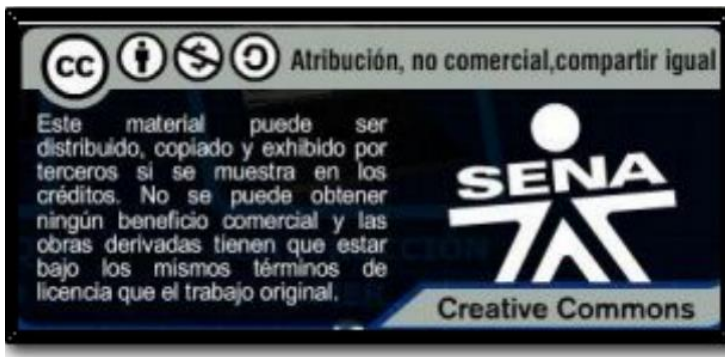 cc Atribución, no comercial,compartir igual
Este material puede ser
distribuido, copiado y exhibido por
terceros si se muestra en los
créditos. No se puede obtener
ningún beneficio comercial y las
obras derivadas tienen que estar
bajo los mismos términos de
licencia que el trabajo original.
SENA
Creative Commons